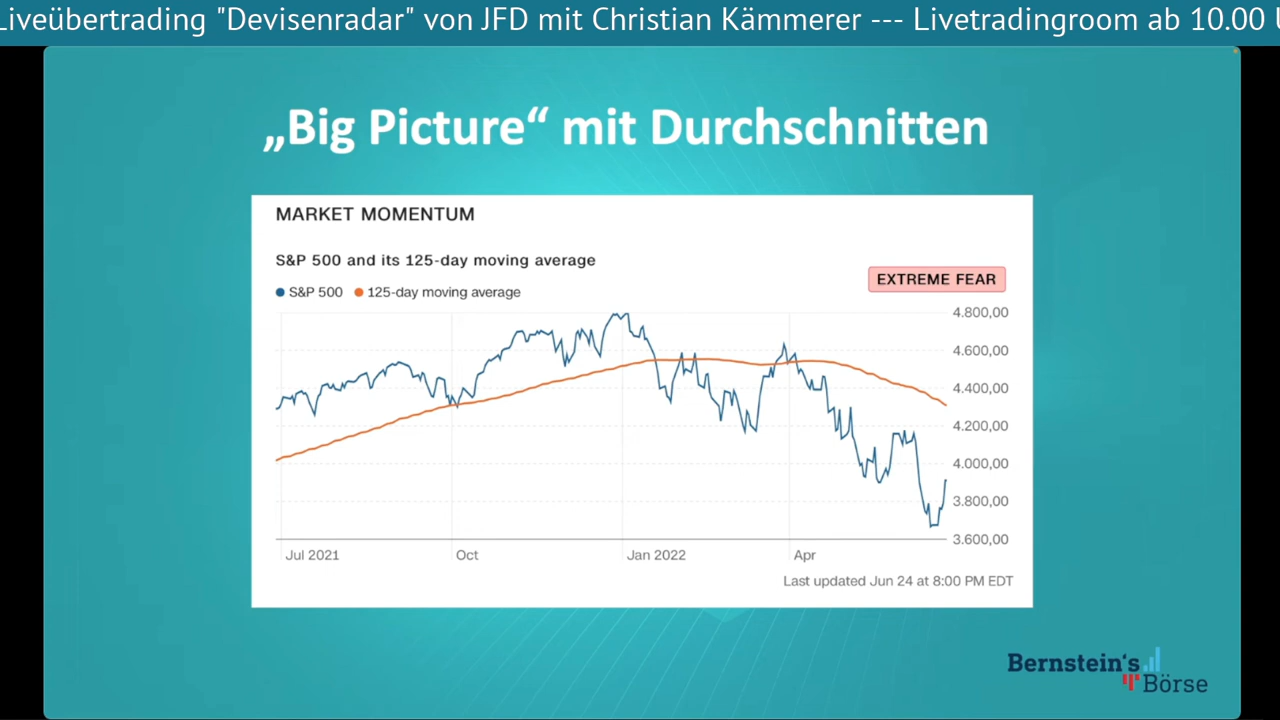 Liveübertrading "Devisenradar" von JFD mit Christian Kämmerer --- Livetradingroom ab 10.00
„Big Picture“ mit Durchschnitten
MARKET MOMENTUM
S&P 500 and its 125-day moving average
EXTREME FEAR
S&P 500 125-day moving average
4.800,00
4.600,00
4.400,00
4.200,00
4.000,00
3.800,00
3.600,00
Jul 2021 Oct Jan 2022 Apr
Last updated Jun 24 at 8:00 PM EDT
Bernstein‘s
Börse